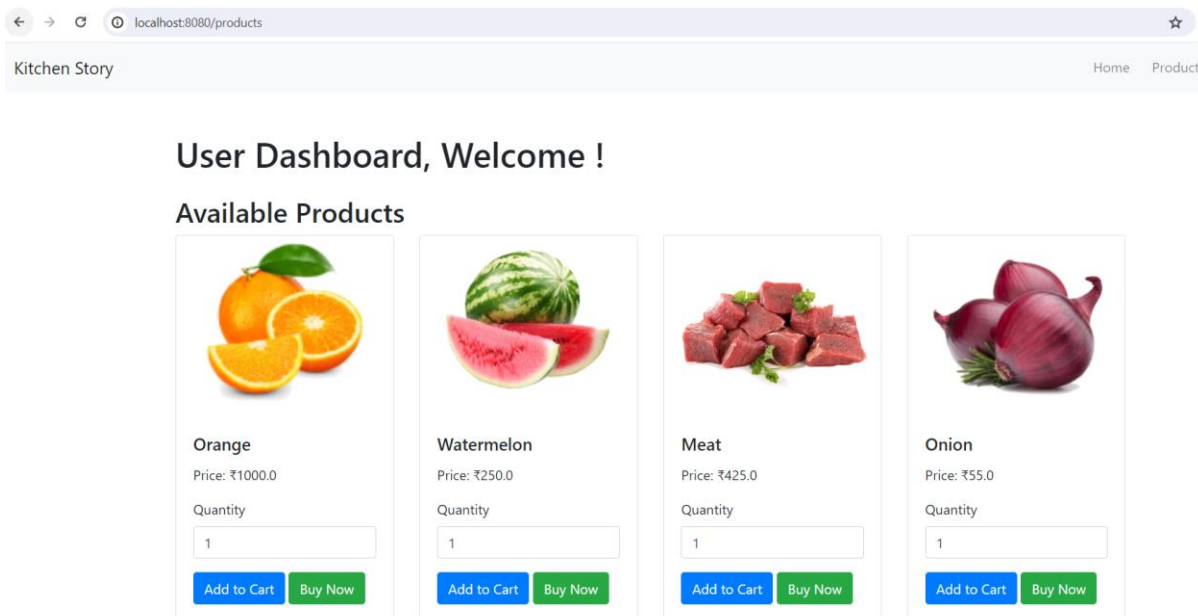 localhost:8080/products
Kitchen Story Home Product
User Dashboard, Welcome !
Available Products
Orange Watermelon Meat Onion
Price: ₹1000.0 Price: ₹250.0 Price: ₹425.0 Price: ₹55.0
Quantity Quantity Quantity Quantity
1 1 1 1
Add to Cart Buy Now Add to Cart Buy Now Add to Cart Buy Now Add to Cart Buy Now